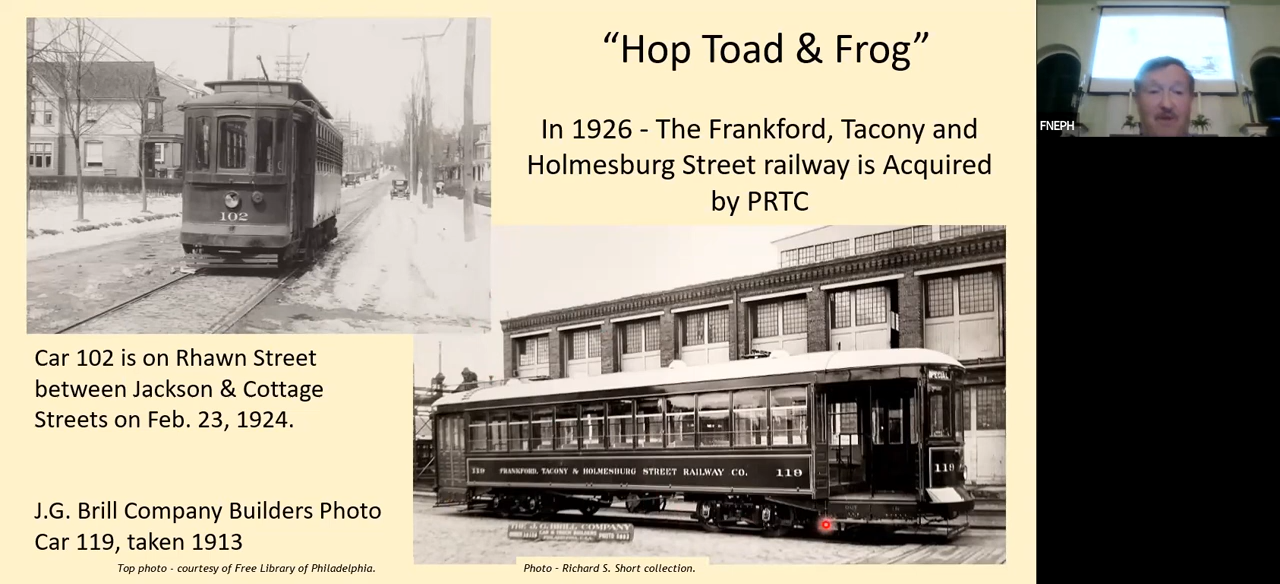 “Hop Toad & Frog”
In 1926 - The Frankford, Tacony and
Holmesburg Street railway is Acquired
by PRTC
102
Car 102 is on Rhawn Street
between Jackson & Cottage
Streets on Feb. 23, 1924.
SPECIAL
119 FRANKFORD, TACONY & HOLMESBURG STREET RAILWAY CO. 119
119
THE J. G. BRILL COMPANY
J.G. Brill Company Builders Photo
Car 119, taken 1913
Top photo - courtesy of Free Library of Philadelphia.
Photo - Richard S. Short collection.
FNEPH